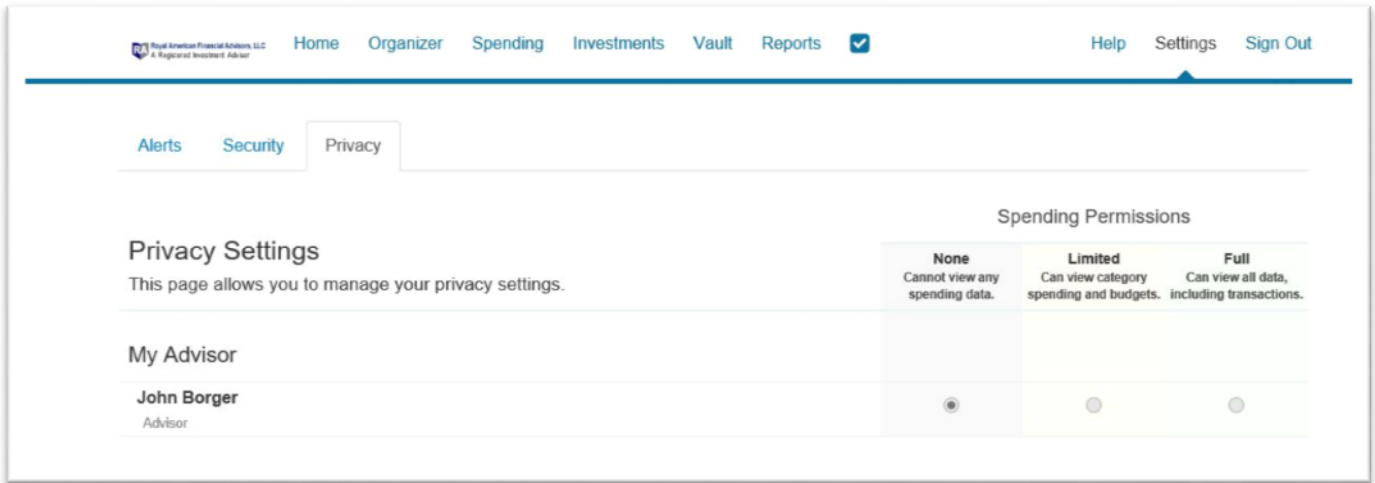 Royal American Financial Advisors, LLC
A Registered Investment Advisor
Home Organizer Spending Investments Vault Reports Help Settings Sign Out
Alerts Security Privacy
Spending Permissions
Privacy Settings
This page allows you to manage your privacy settings.
None Limited Full
Cannot view any Can view category Can view all data,
spending data. spending and budgets. including transactions.
My Advisor
John Borger
Advisor